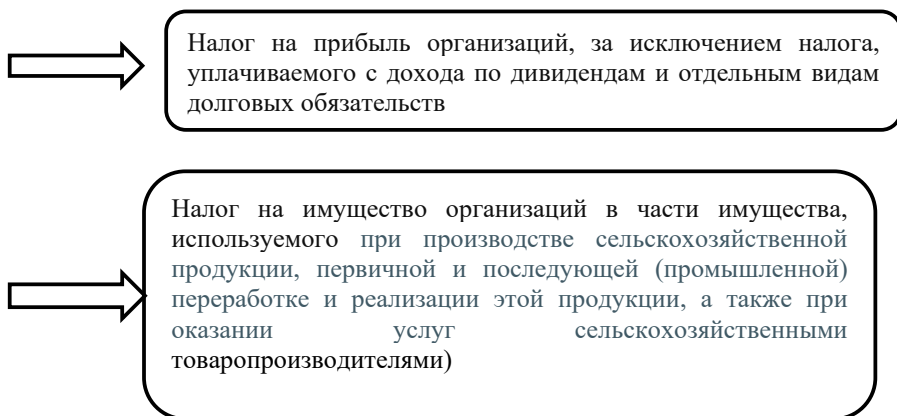 Налог на прибыль организаций, за исключением налога,
уплачиваемого с дохода по дивидендам и отдельным видам
долговых обязательств
Налог на имущество организаций в части имущества,
используемого при производстве сельскохозяйственной
продукции, первичной и последующей (промышленной)
переработке и реализации этой продукции, а также при
оказании услуг сельскохозяйственными
товаропроизводителями)